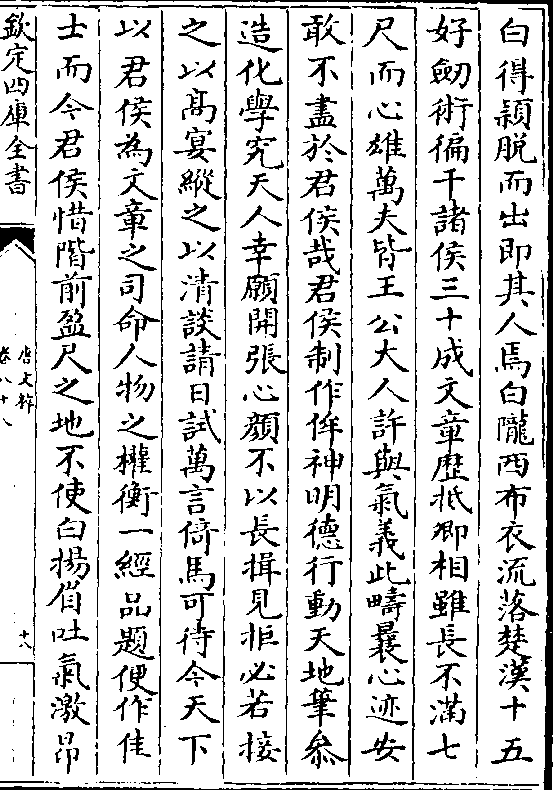 白得穎脱而出即其人焉白隴西布衣流落楚漢十五
好劒術徧干諸侯三十成文章歴抵卿相雖長不滿七
尺而心雄萬夫皆王公大人許與氣義此疇曩心迹安
敢不盡於君侯哉君侯制作侔神明德行動天地筆叅
造化學究天人幸願開張心顔不以長揖見拒必若接
之以髙宴縱之以清談請日試萬言倚馬可待今天下
以君侯為文章之司命人物之權衡一經品題便作佳
士而今君侯惜階前盈尺之地不使白揚眉吐氣激昂
欽定四庫全書
唐文粹
卷八十八
十八